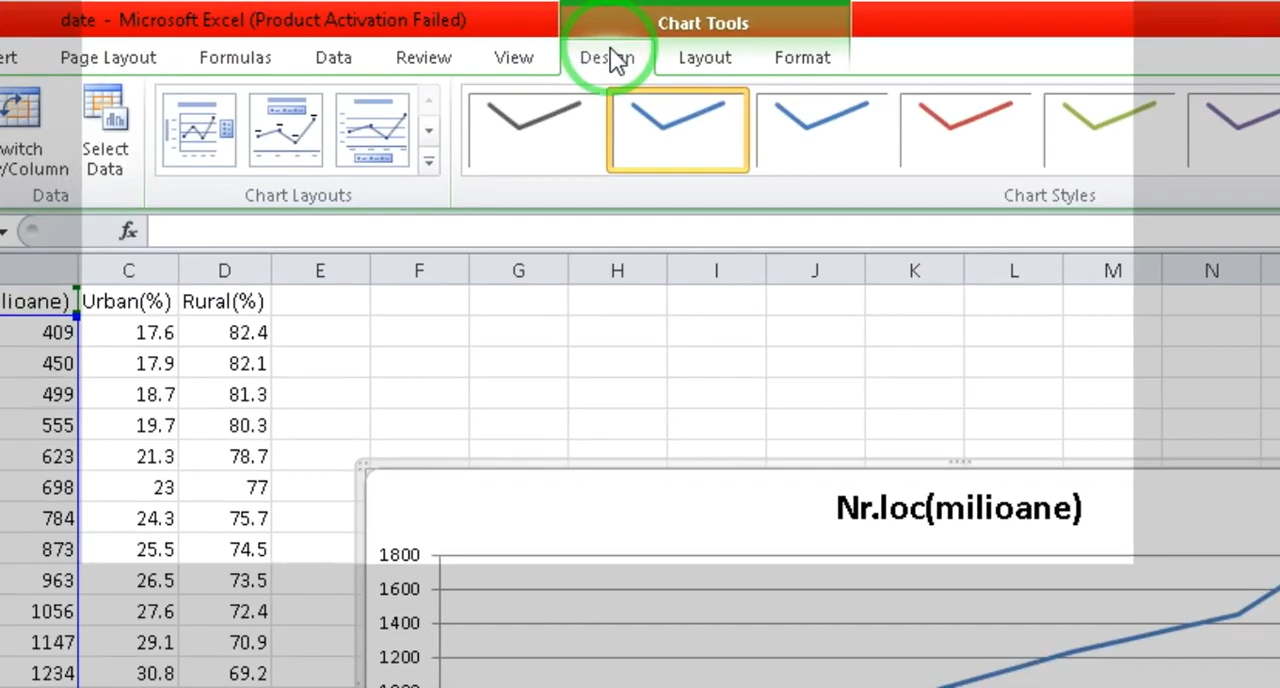 date - Microsoft Excel (Product Activation Failed)
Chart Tools
ert Page Layout Formulas Data Review View Design Layout Format
witch
/Column
Select
Data
Data
Chart Layouts
Chart Styles
fx
C D E F G H I J K L M N
lioane) Urban(%) Rural(%)
409 17.6 82.4
450 17.9 82.1
499 18.7 81.3
555 19.7 80.3
623 21.3 78.7
698 23 77
784 24.3 75.7
873 25.5 74.5
963 26.5 73.5
1056 27.6 72.4
1147 29.1 70.9
1234 30.8 69.2
Nr.loc(milioane)
1800
1600
1400
1200